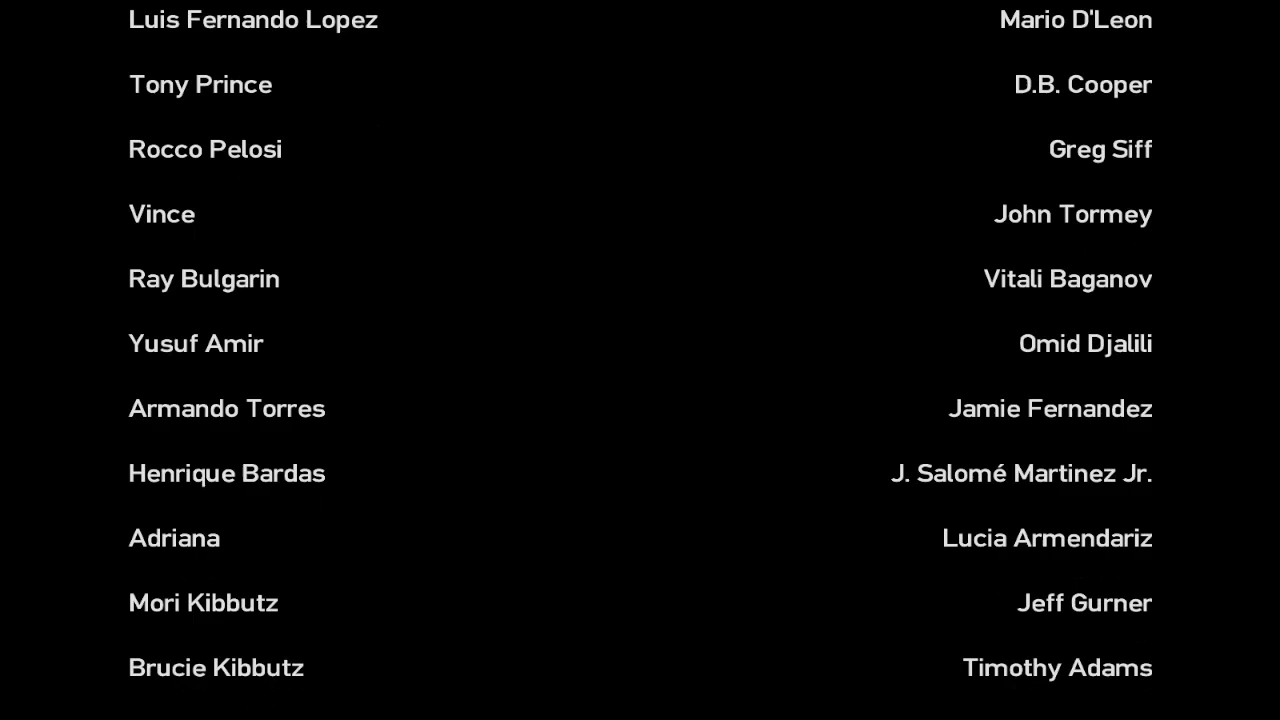 Luis Fernando Lopez Mario D'Leon
Tony Prince D.B. Cooper
Rocco Pelosi Greg Siff
Vince John Tormey
Ray Bulgarin Vitali Baganov
Yusuf Amir Omid Djalili
Armando Torres Jamie Fernandez
Henrique Bardas J. Salomé Martinez Jr.
Adriana Lucia Armendariz
Mori Kibbutz Jeff Gurner
Brucie Kibbutz Timothy Adams